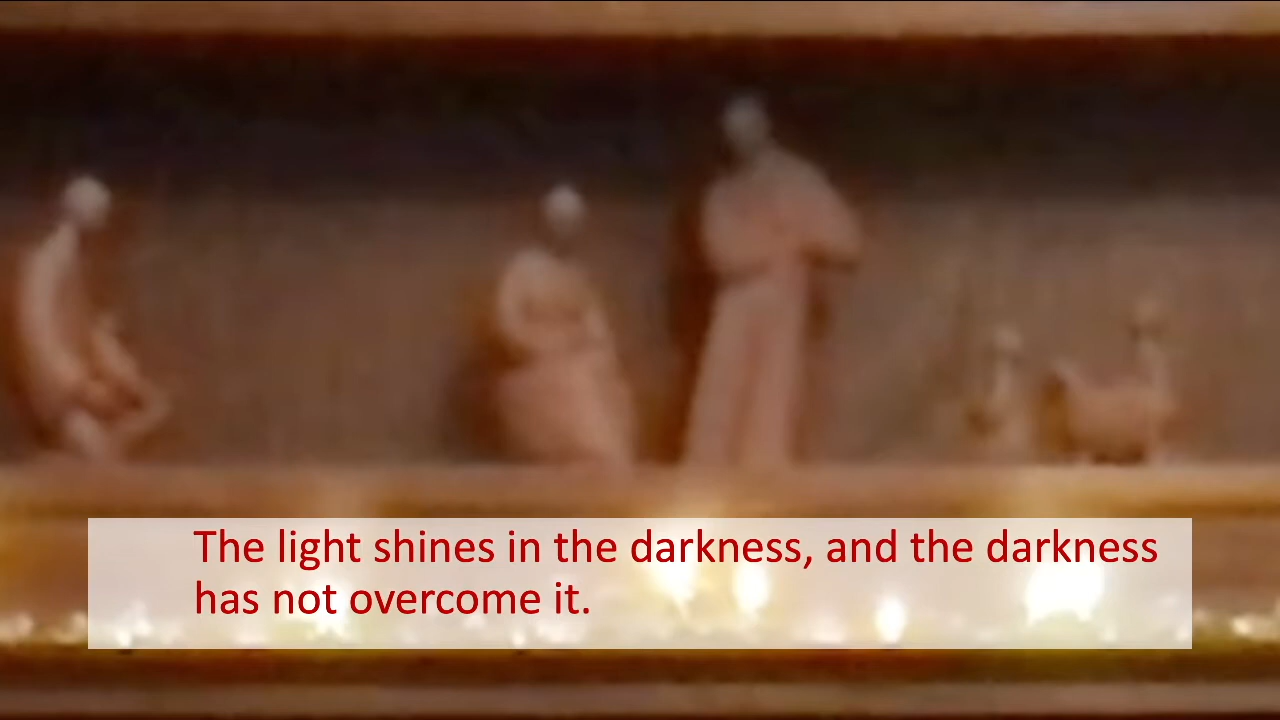 The light shines in the darkness, and the darkness
has not overcome it.